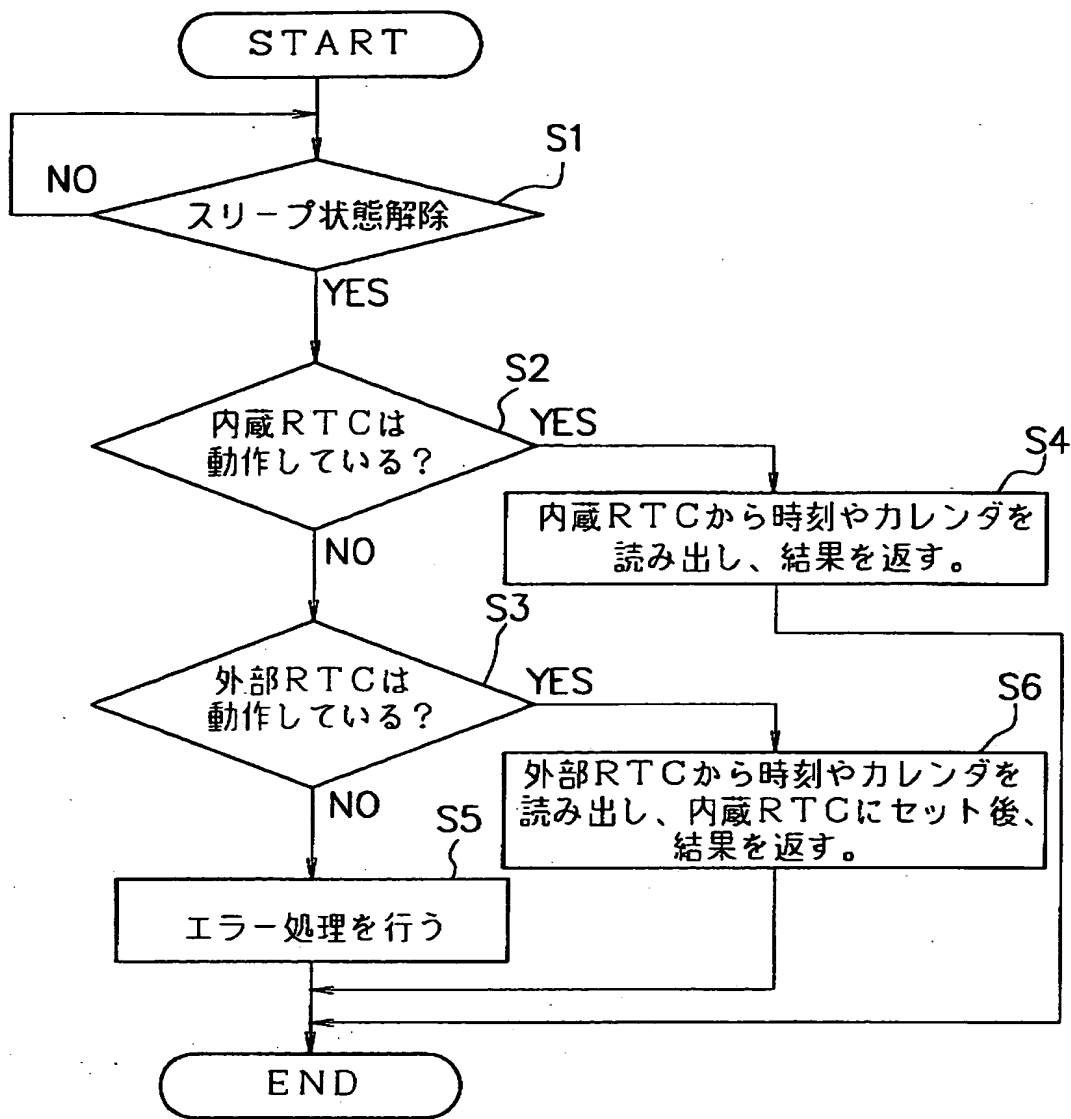 START
S1
NO
スリープ状態解除
YES
S2
内蔵RTCは
動作している?
YES
S4
内蔵RTCから時刻やカレンダを
読み出し、結果を返す。
NO
S3
外部RTCは
動作している?
YES
S6
外部RTCから時刻やカレンダを
読み出し、内蔵RTCにセット後、
結果を返す。
NO
S5
エラー処理を行う
END